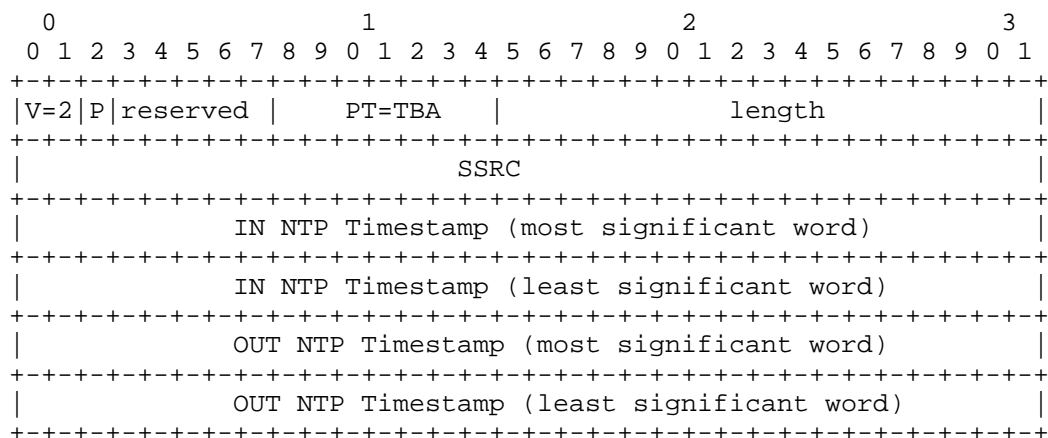 0                   1                   2                   3
 0 1 2 3 4 5 6 7 8 9 0 1 2 3 4 5 6 7 8 9 0 1 2 3 4 5 6 7 8 9 0 1
+-+-+-+-+-+-+-+-+-+-+-+-+-+-+-+-+-+-+-+-+-+-+-+-+-+-+-+-+-+-+-+-+
|V=2|P|reserved |   PT=TBA    |             length              |
+-+-+-+-+-+-+-+-+-+-+-+-+-+-+-+-+-+-+-+-+-+-+-+-+-+-+-+-+-+-+-+-+
|                           SSRC                                |
+-+-+-+-+-+-+-+-+-+-+-+-+-+-+-+-+-+-+-+-+-+-+-+-+-+-+-+-+-+-+-+-+
|             IN NTP Timestamp (most significant word)          |
+-+-+-+-+-+-+-+-+-+-+-+-+-+-+-+-+-+-+-+-+-+-+-+-+-+-+-+-+-+-+-+-+
|             IN NTP Timestamp (least significant word)         |
+-+-+-+-+-+-+-+-+-+-+-+-+-+-+-+-+-+-+-+-+-+-+-+-+-+-+-+-+-+-+-+-+
|             OUT NTP Timestamp (most significant word)         |
+-+-+-+-+-+-+-+-+-+-+-+-+-+-+-+-+-+-+-+-+-+-+-+-+-+-+-+-+-+-+-+-+
|             OUT NTP Timestamp (least significant word)        |
+-+-+-+-+-+-+-+-+-+-+-+-+-+-+-+-+-+-+-+-+-+-+-+-+-+-+-+-+-+-+-+-+